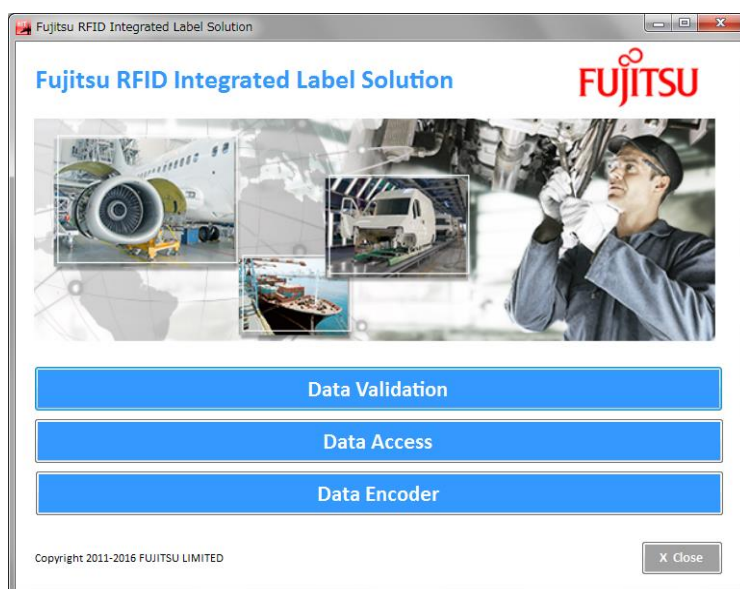 Fujitsu RFID Integrated Label Solution
Fujitsu RFID Integrated Label Solution
FUJITSU
Data Validation
Data Access
Data Encoder
Copyright 2011-2016 FUJITSU LIMITED
X Close